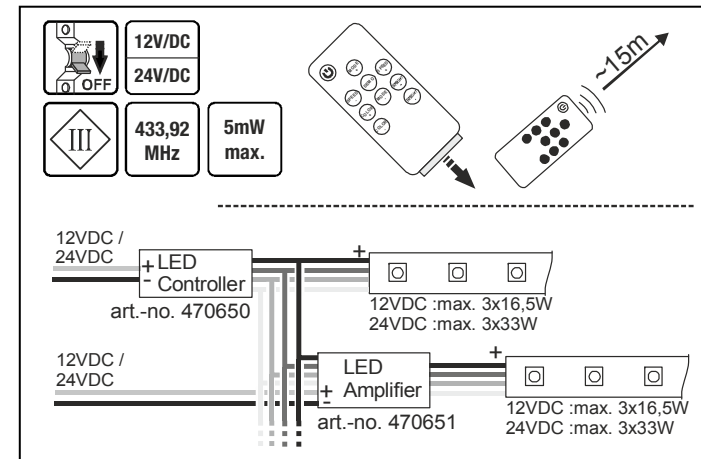 OFF
12V/DC
24V/DC
III
433,92
MHz
5mW
max.
~15m
12VDC /
24VDC
+ LED
- Controller
art.-no. 470650
+
12VDC :max. 3x16,5W
24VDC :max. 3x33W
12VDC /
24VDC
LED
+ Amplifier
-
art.-no. 470651
+
12VDC :max. 3x16,5W
24VDC :max. 3x33W